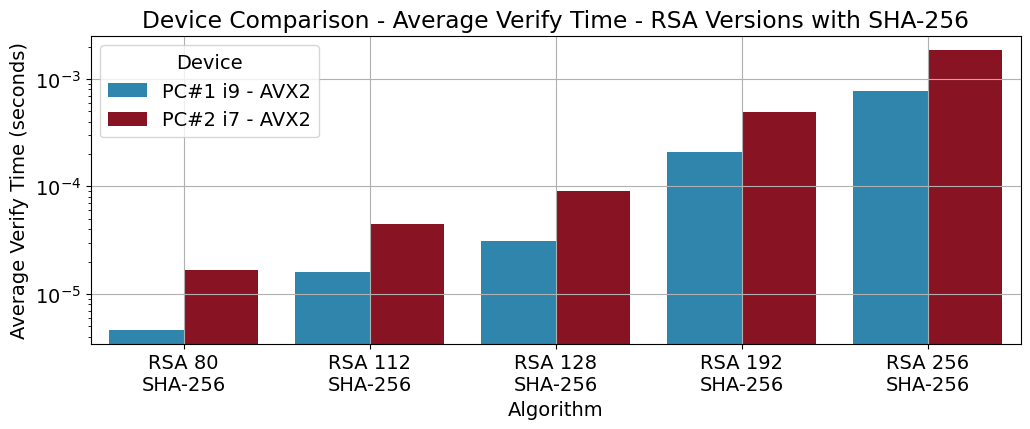 Device Comparison - Average Verify Time - RSA Versions with SHA-256
Average Verify Time (seconds)
Device
PC#1 i9 - AVX2
PC#2 i7 - AVX2
10⁻³
10⁻⁴
10⁻⁵
RSA 80
SHA-256
RSA 112
SHA-256
RSA 128
SHA-256
RSA 192
SHA-256
RSA 256
SHA-256
Algorithm